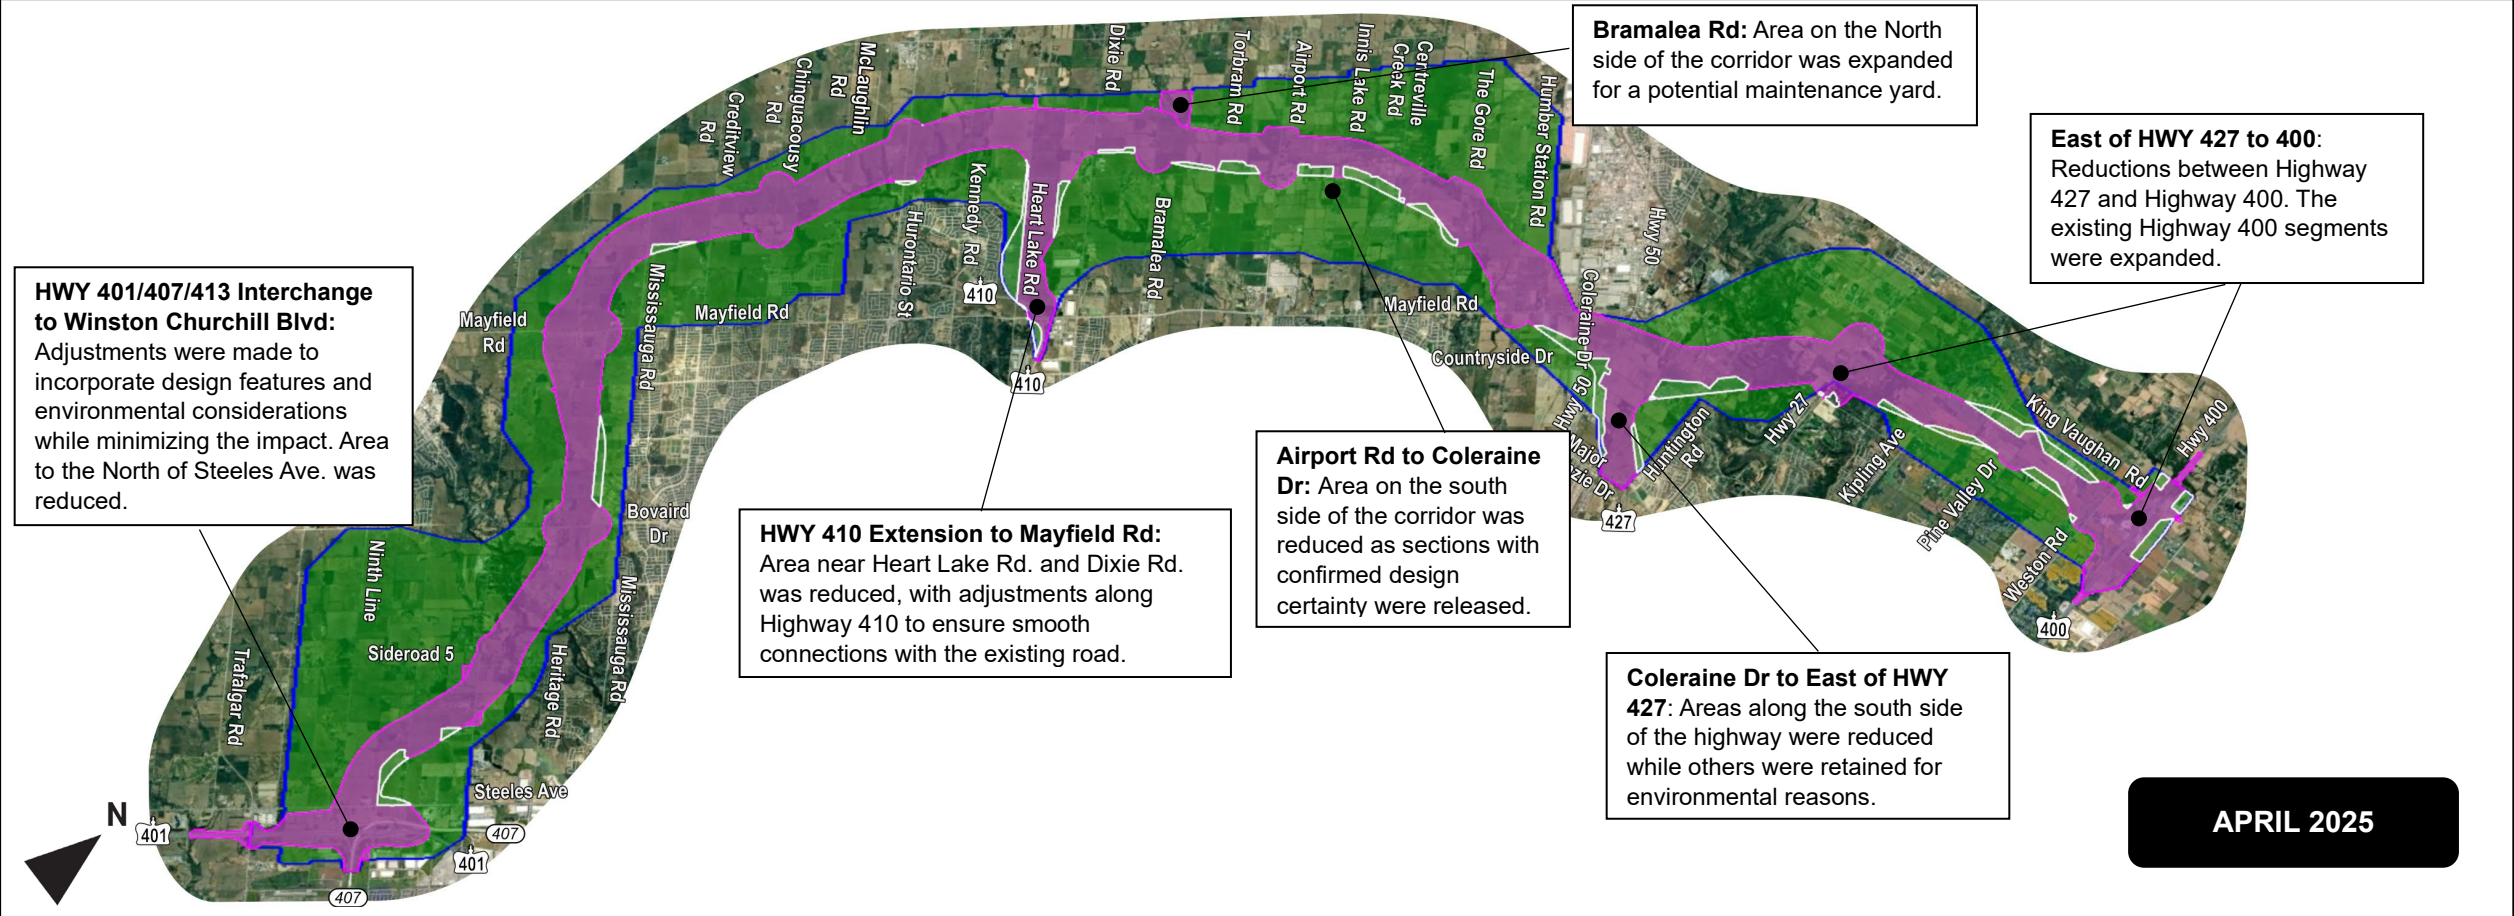 Bramalea Rd: Area on the North
side of the corridor was expanded
for a potential maintenance yard.
East of HWY 427 to 400:
Reductions between Highway
427 and Highway 400. The
existing Highway 400 segments
were expanded.
HWY 401/407/413 Interchange
to Winston Churchill Blvd:
Adjustments were made to
incorporate design features and
environmental considerations
while minimizing the impact. Area
to the North of Steeles Ave. was
reduced.
HWY 410 Extension to Mayfield Rd:
Area near Heart Lake Rd. and Dixie Rd.
was reduced, with adjustments along
Highway 410 to ensure smooth
connections with the existing road.
Airport Rd to Coleraine
Dr: Area on the south
side of the corridor was
reduced as sections with
confirmed design
certainty were released.
Coleraine Dr to East of HWY
427: Areas along the south side
of the highway were reduced
while others were retained for
environmental reasons.
APRIL 2025
N
401
407
401
407
Trafalgar Rd
Ninth Line
Sideroad 5
Steeles Ave
Heritage Rd
Mississauga Rd
Bovaird
Dr
Mayfield
Rd
Mississauga Rd
Mayfield Rd
Creditview
Rd
Chinguacousy
Rd
McLaughlin
Rd
Hurontario St
Kennedy Rd
410
Heart Lake Rd
410
Dixie Rd
Bramalea Rd
Torbram Rd
Airport Rd
Innis Lake Rd
Centreville
Creek Rd
The Gore Rd
Humber Station Rd
Mayfield Rd
Countryside Dr
Hwy 50
Coleraine Dr
Hwy 50
Major
zie Dr
427
Huntington
Rd
Hwy 27
Kipling Ave
Pine Valley Dr
Weston Rd
King Vaughan Rd
Hwy 400
400